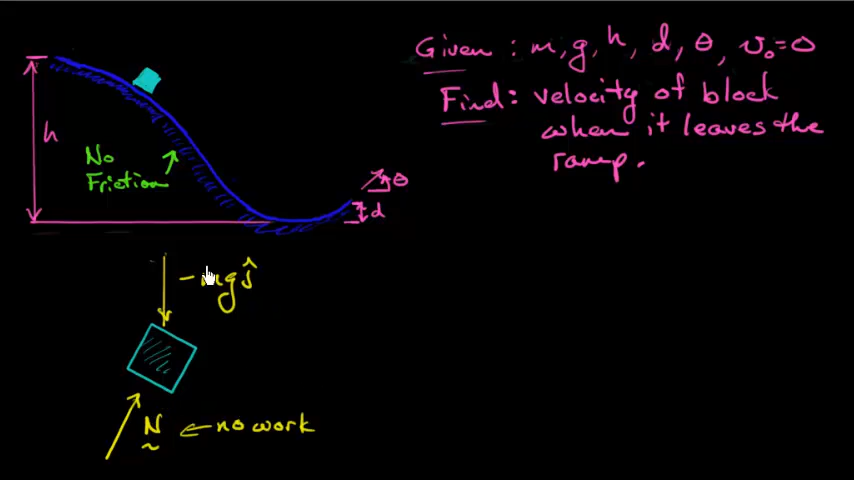 Given: m, g, h, d, θ, v₀=0
Find: velocity of block
when it leaves the
ramp.
h
No
Friction
θ
d
-mgĵ
N ← no work